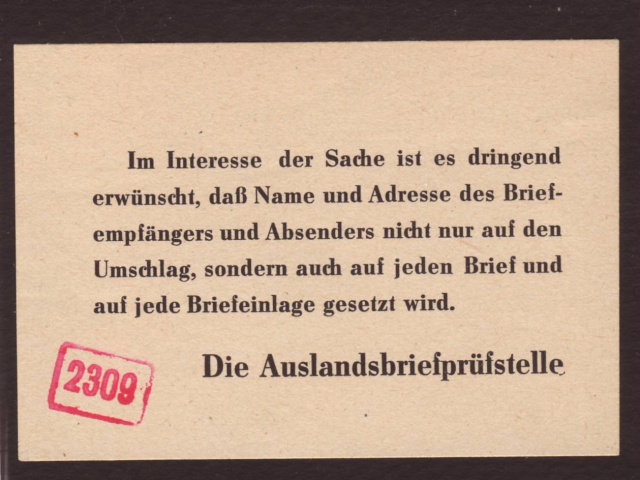 Im Interesse der Sache ist es dringend
erwünscht, daß Name und Adresse des Brief-
empfängers und Absenders nicht nur auf den
Umschlag, sondern auch auf jeden Brief und
auf jede Briefeinlage gesetzt wird.
Die Auslandsbriefprüfstelle
2309